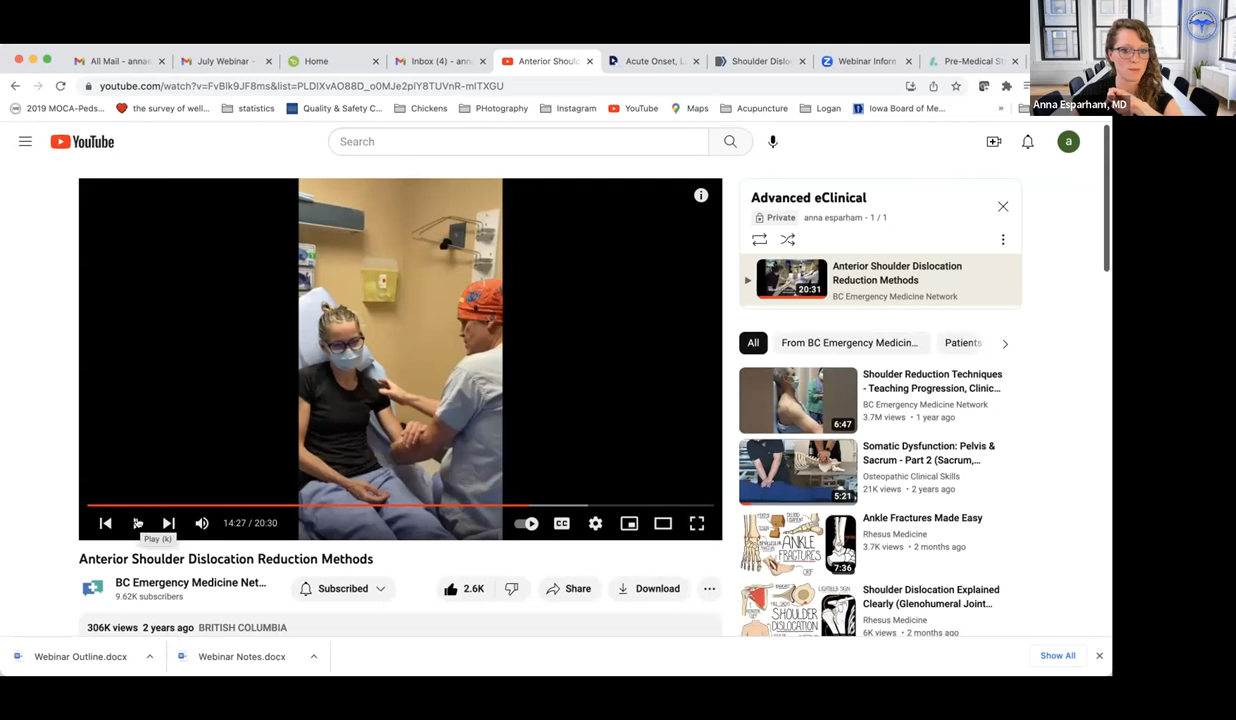 All Mail - annae
July Webinar -
Home
Inbox (4) - anna
Anterior Shoul
Acute Onset, L
Shoulder Dislo
Webinar Inform
Pre-Medical St
youtube.com/watch?v=FvBlk9JF8ms&list=PLDIXvAO88D_o0MJe2plY8TUVnR-mITXGU
2019 MOCA-Peds...
the survey of well...
statistics
Quality & Safety C...
Chickens
PHotography
Instagram
YouTube
Maps
Acupuncture
Logan
Iowa Board of Me...
»
Anna Esparham, MD
YouTube
Search
a
Advanced eClinical
Private
anna esparham - 1 / 1
Anterior Shoulder Dislocation
Reduction Methods
BC Emergency Medicine Network
20:31
All
From BC Emergency Medicin...
Patients
Shoulder Reduction Techniques
- Teaching Progression, Clinic...
BC Emergency Medicine Network
3.7M views • 1 year ago
6:47
Somatic Dysfunction: Pelvis &
Sacrum - Part 2 (Sacrum,...
Osteopathic Clinical Skills
21K views • 2 years ago
5:21
Ankle Fractures Made Easy
Rhesus Medicine
3.7K views • 2 months ago
ANKLE
FRACTURES
7:36
Shoulder Dislocation Explained
Clearly (Glenohumeral Joint...
Rhesus Medicine
6K views • 2 months ago
SHOULDER
DISLOCATION
14:27 / 20:30
CC
Play (k)
Anterior Shoulder Dislocation Reduction Methods
BC Emergency Medicine Net...
9.62K subscribers
Subscribed
2.6K
Share
Download
306K views 2 years ago BRITISH COLUMBIA
Webinar Outline.docx
Webinar Notes.docx
Show All